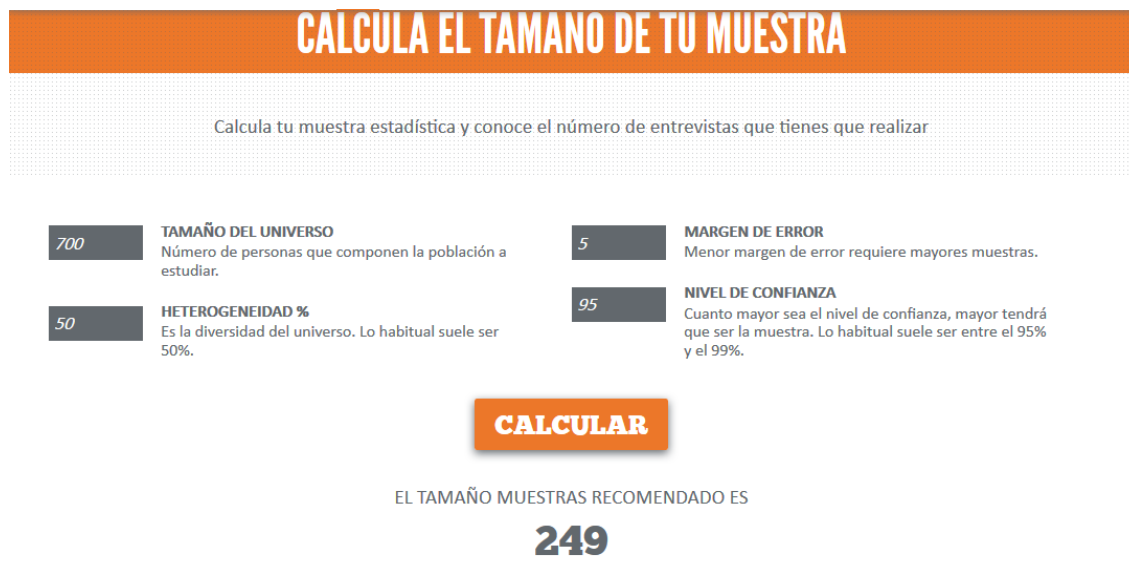 CALCULA EL TAMAÑO DE TU MUESTRA
Calcula tu muestra estadística y conoce el número de entrevistas que tienes que realizar
700
TAMAÑO DEL UNIVERSO
Número de personas que componen la población a
estudiar.
50
HETEROGENEIDAD %
Es la diversidad del universo. Lo habitual suele ser
50%.
5
MARGEN DE ERROR
Menor margen de error requiere mayores muestras.
95
NIVEL DE CONFIANZA
Cuanto mayor sea el nivel de confianza, mayor tendrá
que ser la muestra. Lo habitual suele ser entre el 95%
y el 99%.
CALCULAR
EL TAMAÑO MUESTRAS RECOMENDADO ES
249